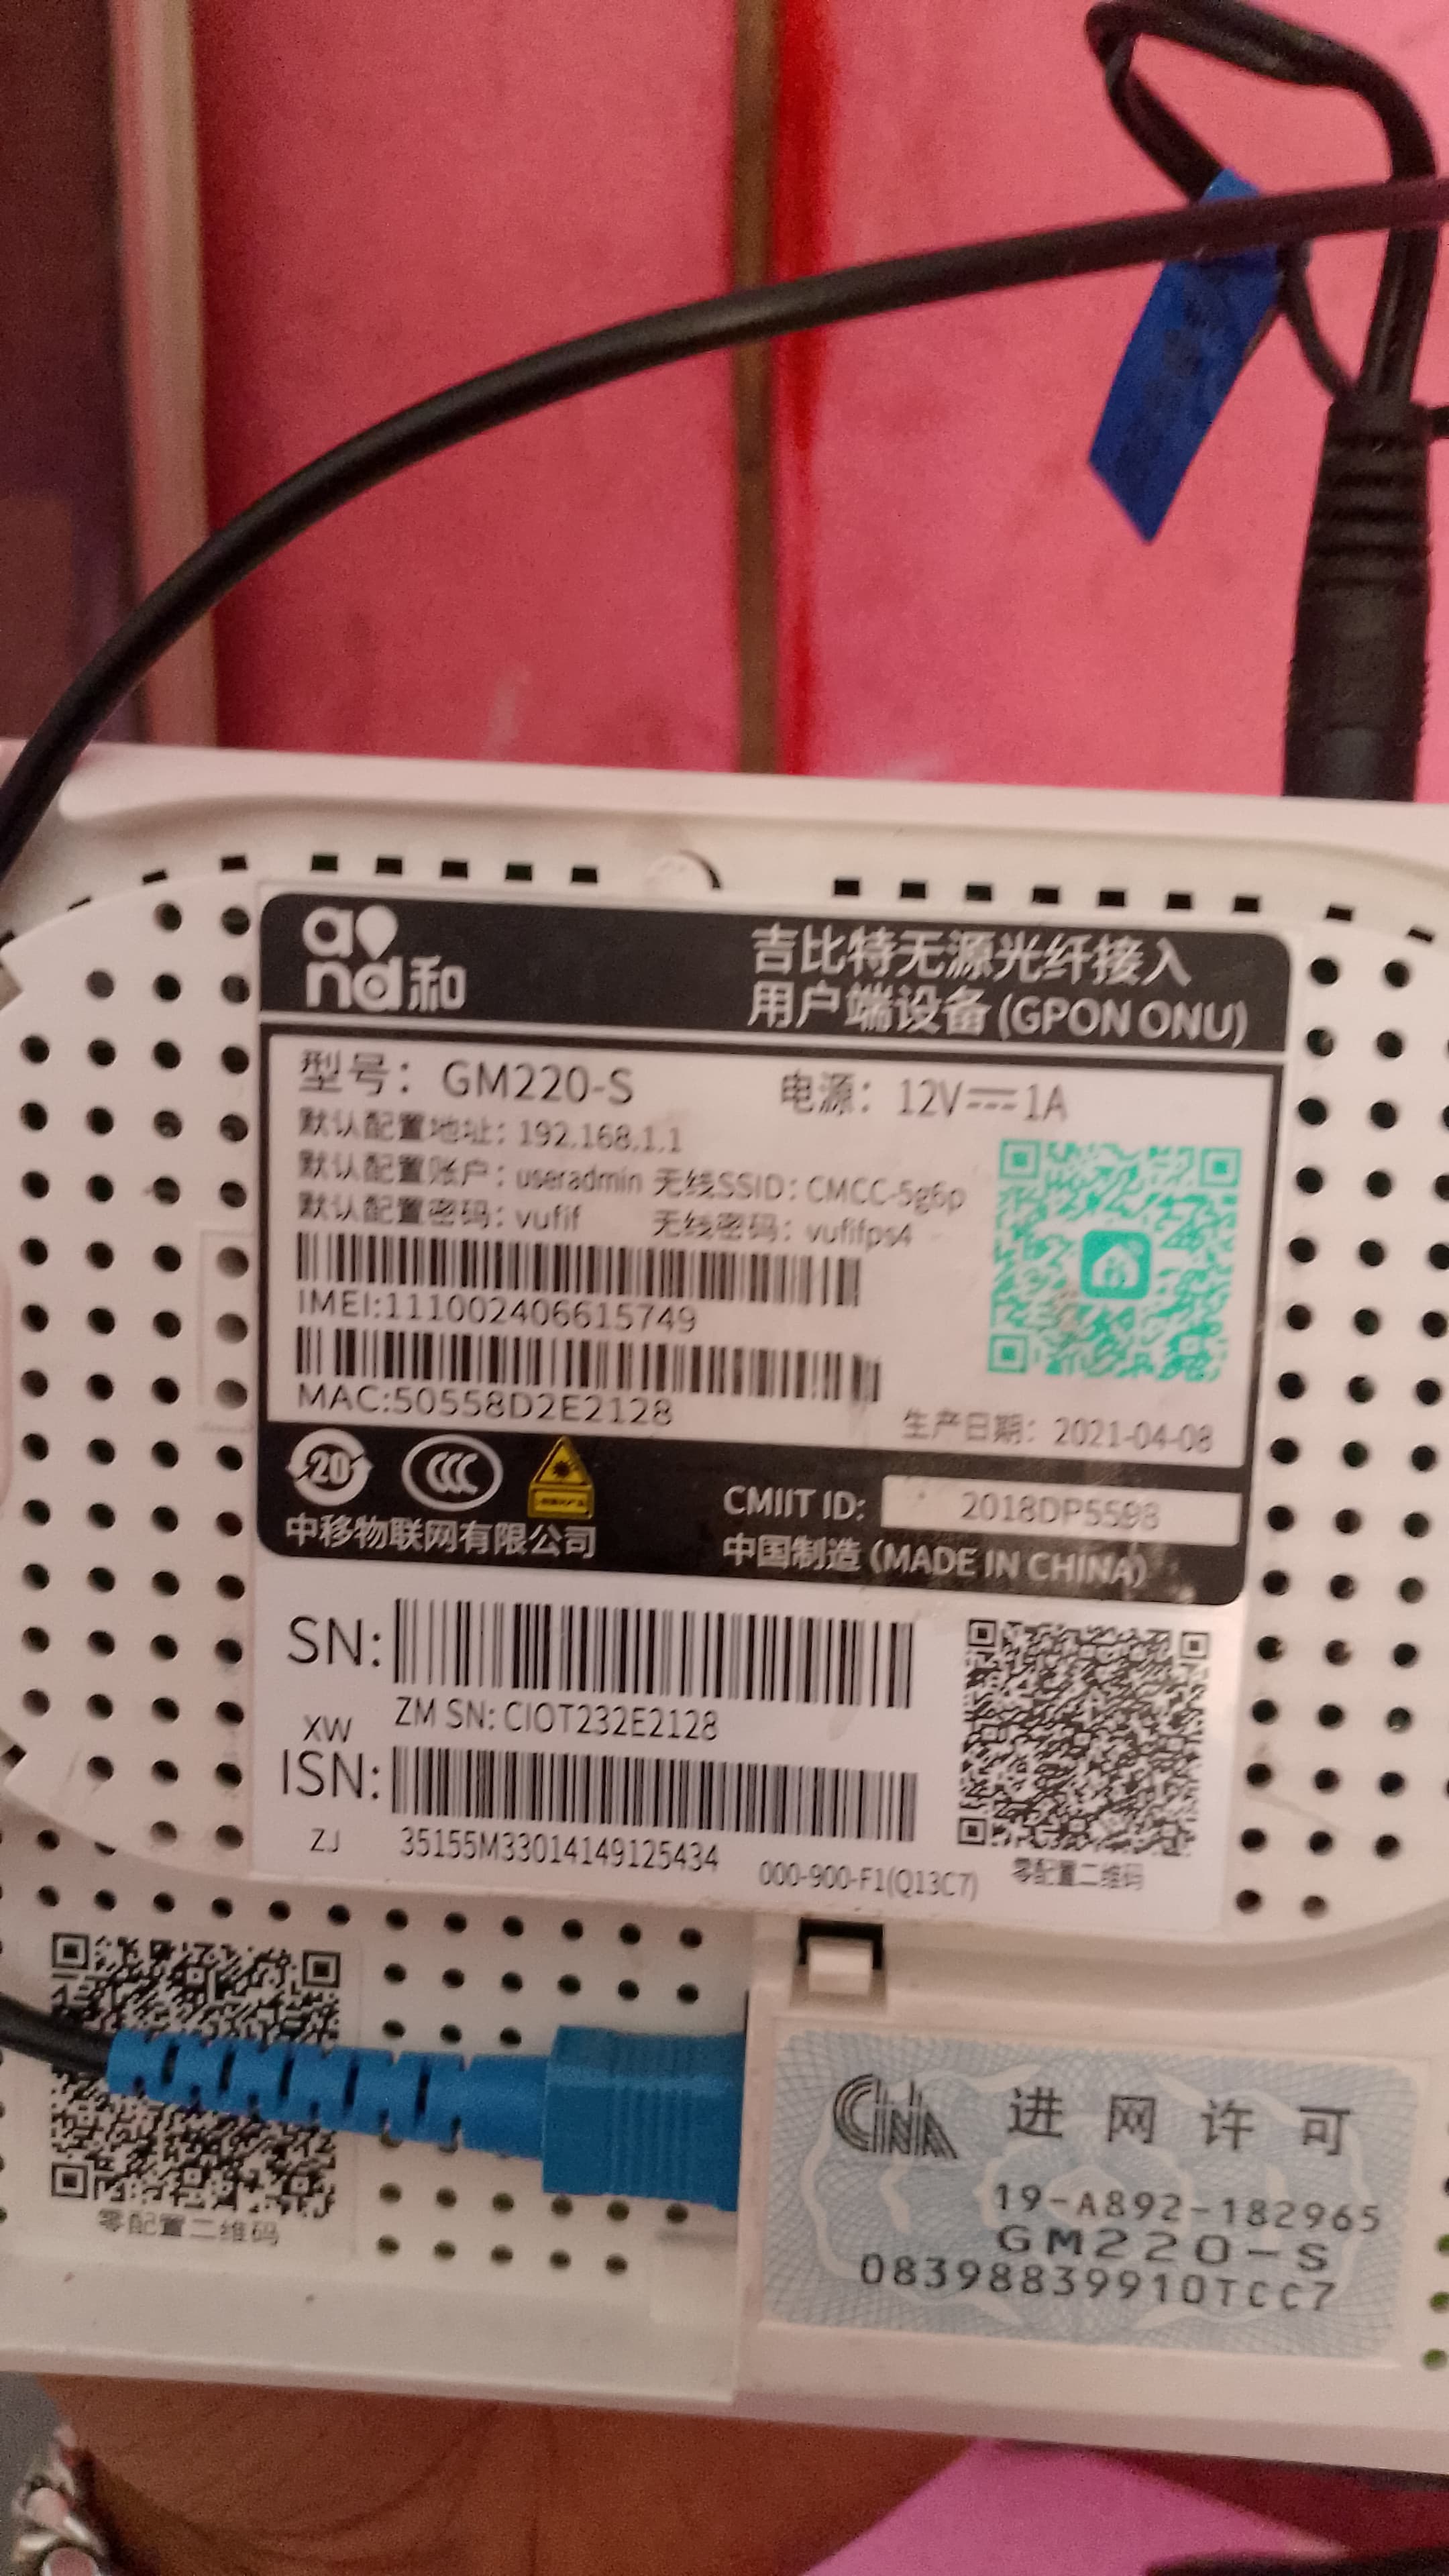 and和
吉比特无源光纤接入
用户端设备(GPON ONU)
型号: GM220-S 电源: 12V⎓1A
默认配置地址: 192.168.1.1
默认配置账户: useradmin 无线SSID: CMCC-5g6p
默认配置密码: vufif 无线密码: vufifps4
IMEI:111002406615749
MAC:50558D2E2128
生产日期: 2021-04-08
20 CCC
CMIIT ID: 2018DP5598
中移物联网有限公司 中国制造 (MADE IN CHINA)
SN:
ZM SN: CIOT232E2128
XW
ISN:
ZJ 35155M33014149125434 000-900-F1(Q13C7)
零配置二维码
零配置二维码
CNA 进网许可
19-A892-182965
GM220-S
08398839910TCC7